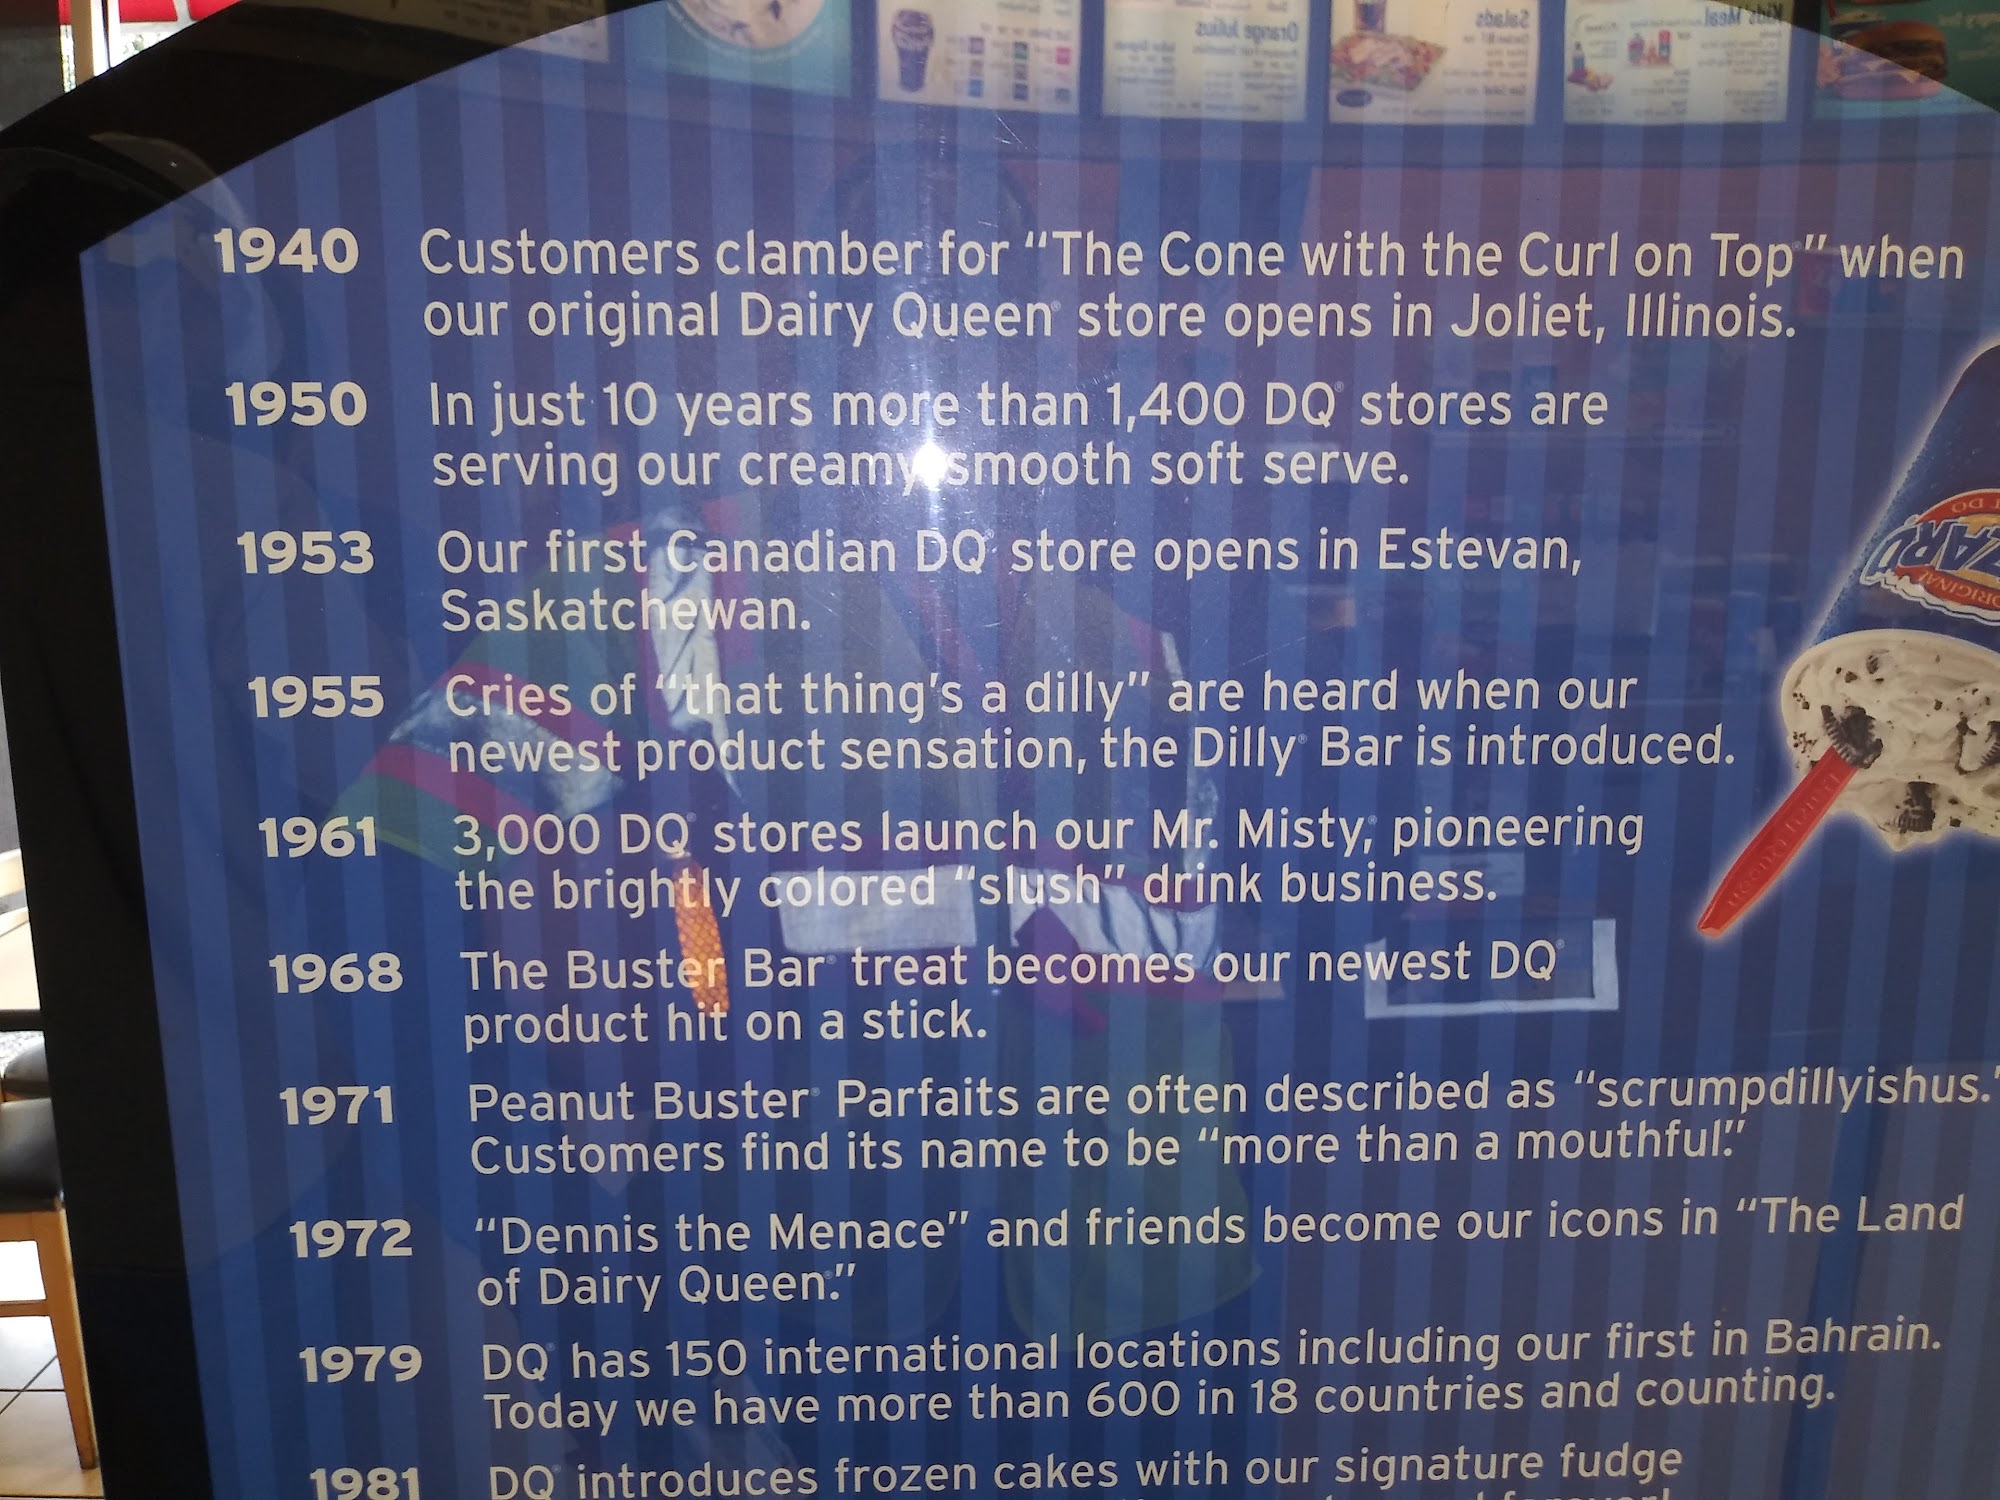 Orange Julius
Salads
Kids' Meal
1940 Customers clamber for “The Cone with the Curl on Top®” when
our original Dairy Queen® store opens in Joliet, Illinois.
1950 In just 10 years more than 1,400 DQ® stores are
serving our creamy smooth soft serve.
1953 Our first Canadian DQ® store opens in Estevan,
Saskatchewan.
1955 Cries of “that thing’s a dilly” are heard when our
newest product sensation, the Dilly® Bar is introduced.
1961 3,000 DQ® stores launch our Mr. Misty,® pioneering
the brightly colored “slush” drink business.
1968 The Buster Bar® treat becomes our newest DQ®
product hit on a stick.
1971 Peanut Buster® Parfaits are often described as “scrumpdillyishus.”
Customers find its name to be “more than a mouthful.”
1972 “Dennis the Menace” and friends become our icons in “The Land
of Dairy Queen®.”
1979 DQ® has 150 international locations including our first in Bahrain.
Today we have more than 600 in 18 countries and counting.
1981 DQ® introduces frozen cakes with our signature fudge